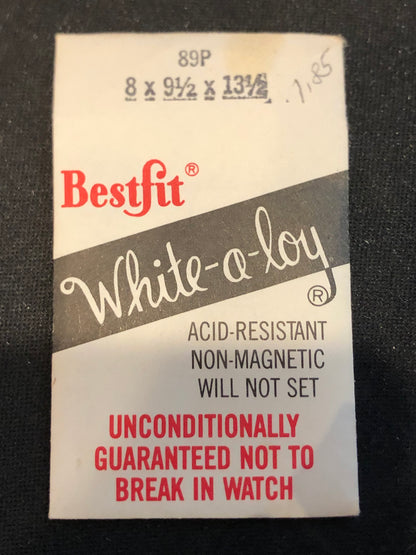 89P
8 x 9½ x 13½
1.85
Bestfit®
White-a-loy
®
ACID-RESISTANT
NON-MAGNETIC
WILL NOT SET
UNCONDITIONALLY
GUARANTEED NOT TO
BREAK IN WATCH